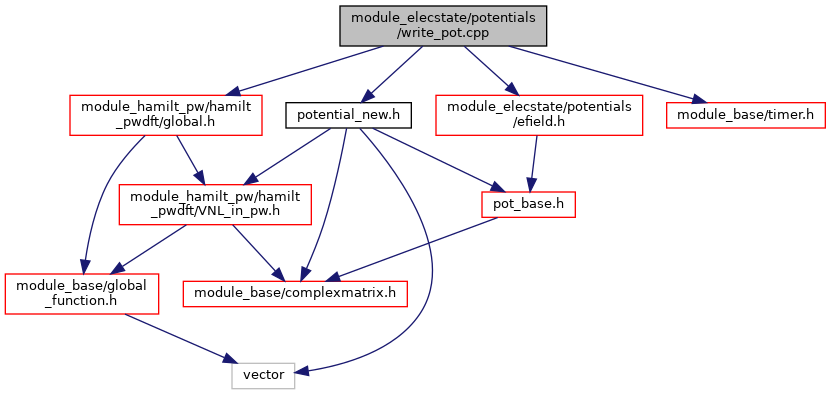 module_elecstate/potentials
/write_pot.cpp
module_hamilt_pw/hamilt
_pwdft/global.h
potential_new.h
module_elecstate/potentials
/efield.h
module_base/timer.h
module_hamilt_pw/hamilt
_pwdft/VNL_in_pw.h
pot_base.h
module_base/global
_function.h
module_base/complexmatrix.h
vector